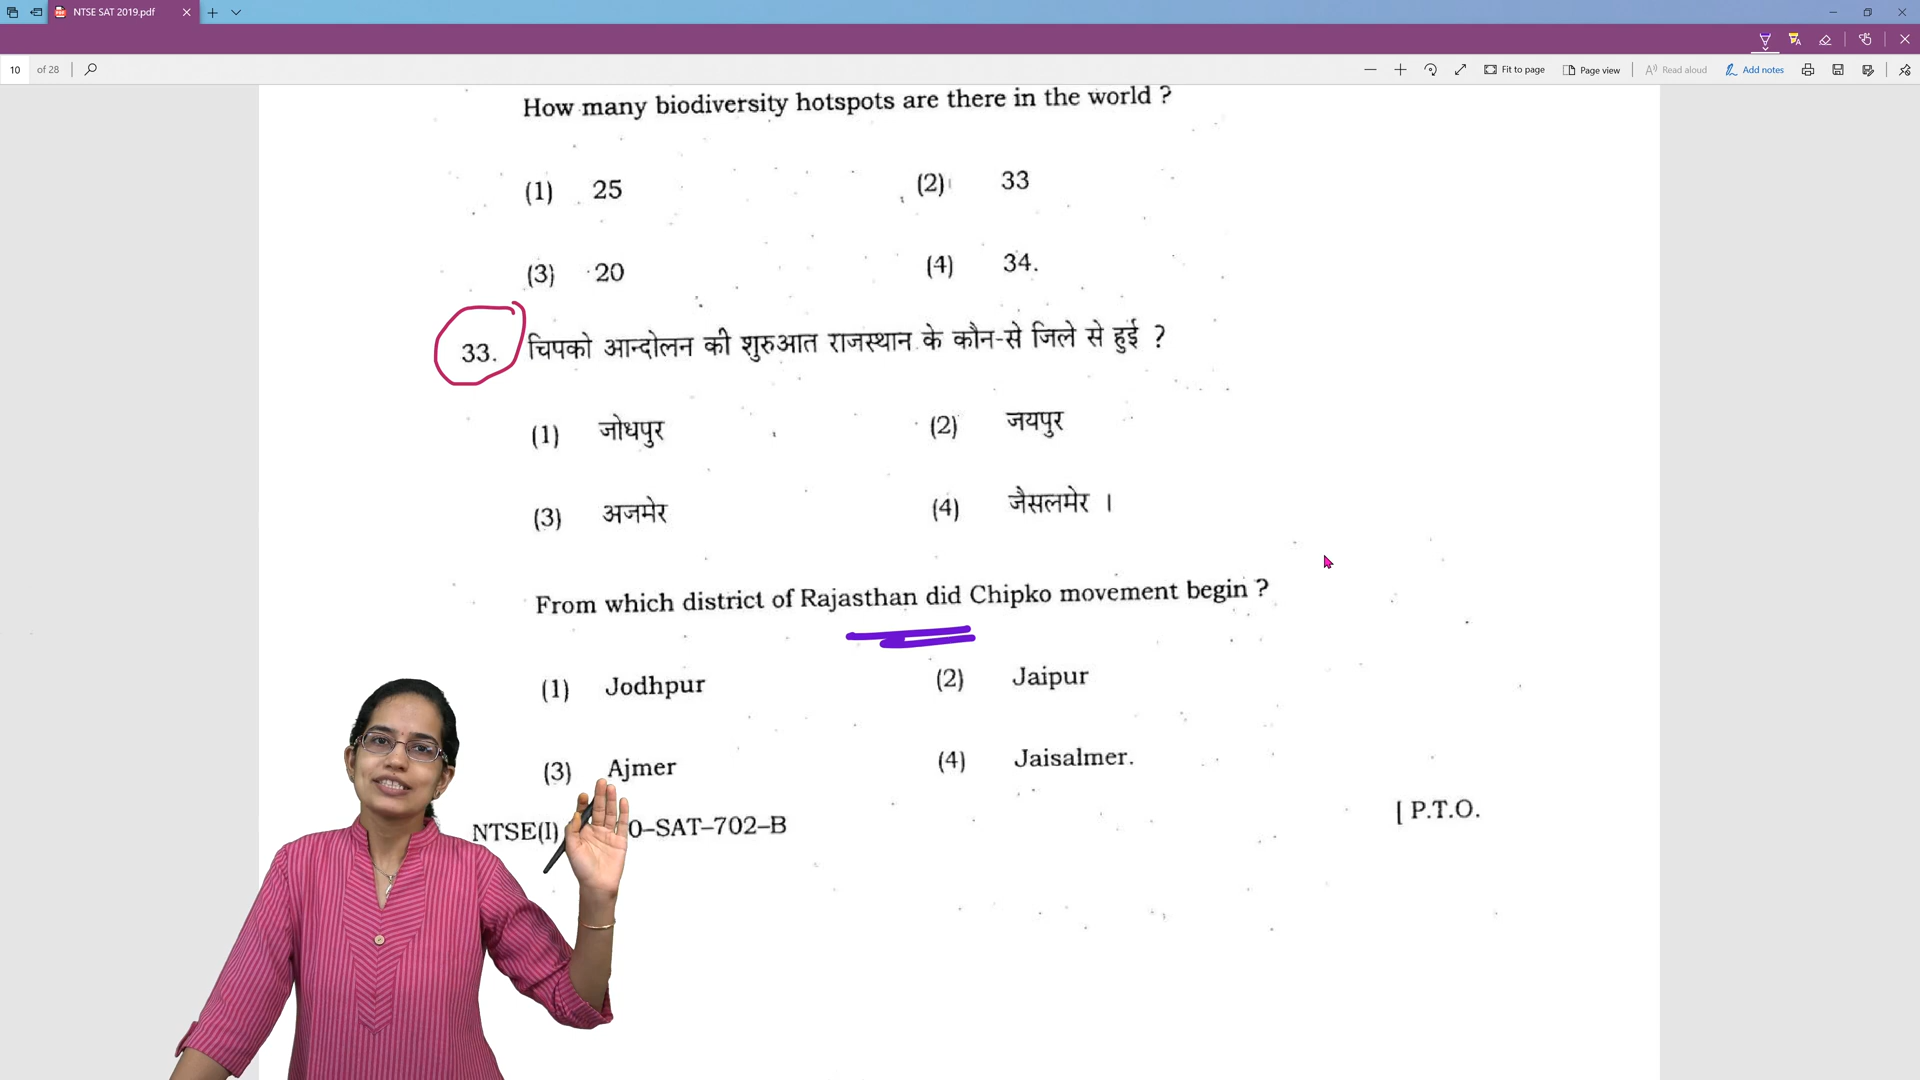 NTSE SAT 2019.pdf
10 of 28
Fit to page
Page view
Read aloud
Add notes
How many biodiversity hotspots are there in the world ?
(1) 25 (2) 33
(3) 20 (4) 34.
33. चिपको आन्दोलन की शुरुआत राजस्थान के कौन-से जिले से हुई ?
(1) जोधपुर (2) जयपुर
(3) अजमेर (4) जैसलमेर ।
From which district of Rajasthan did Chipko movement begin ?
(1) Jodhpur (2) Jaipur
(3) Ajmer (4) Jaisalmer.
[ P.T.O.
NTSE(I) 0–SAT–702–B